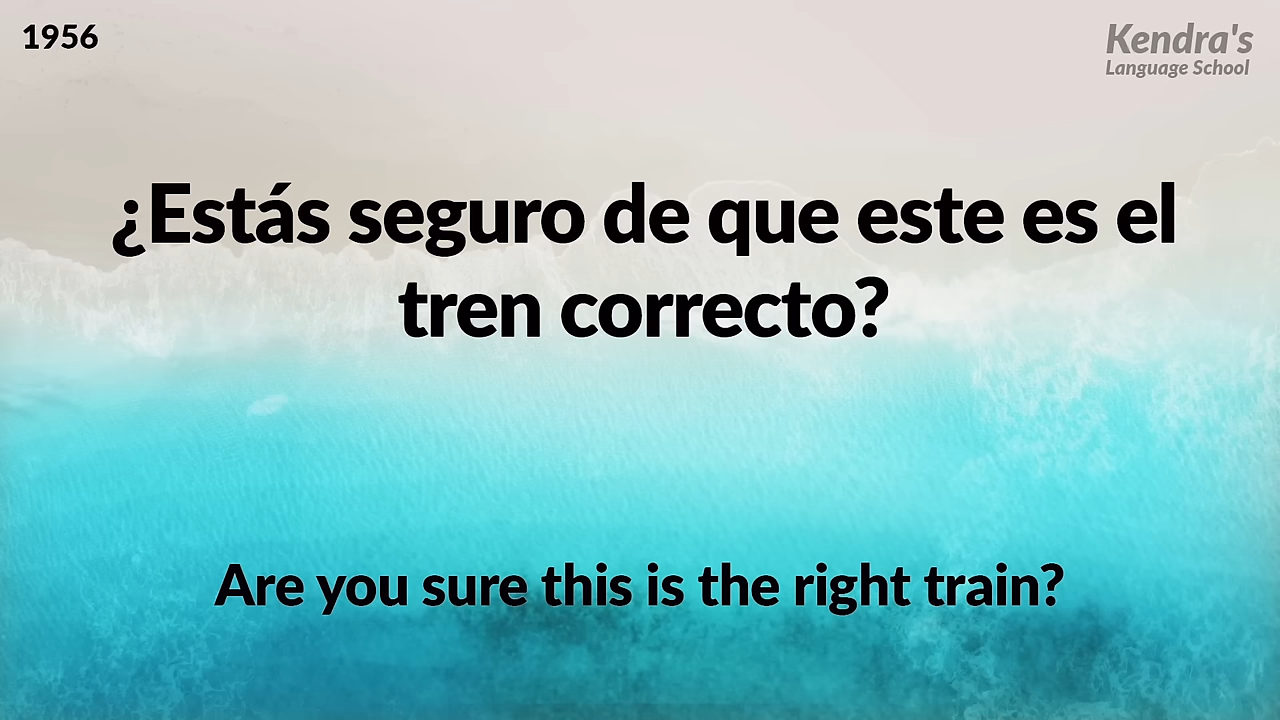 1956
Kendra's
Language School
¿Estás seguro de que este es el
tren correcto?
Are you sure this is the right train?